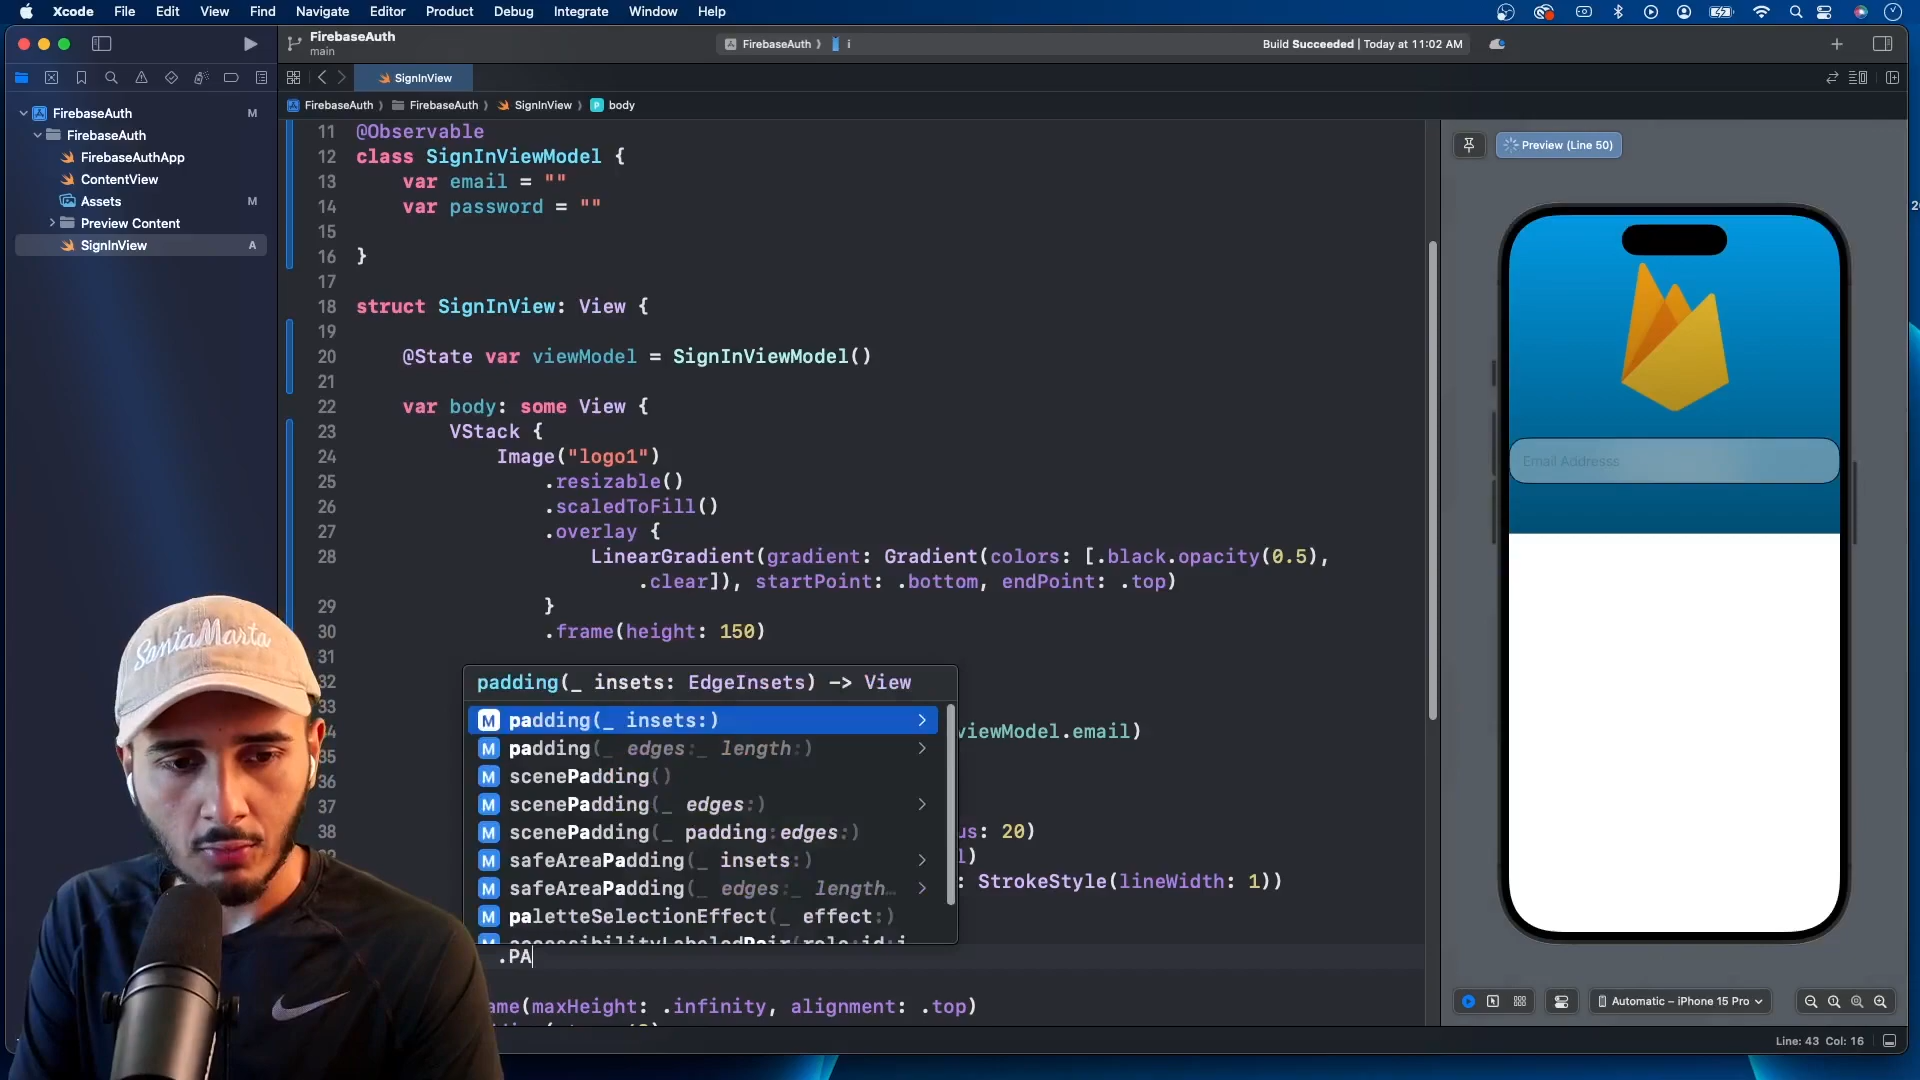 Xcode File Edit View Find Navigate Editor Product Debug Integrate Window Help
FirebaseAuth
main
FirebaseAuth 〉 i
Build Succeeded | Today at 11:02 AM
SignInView
FirebaseAuth 〉 FirebaseAuth 〉 SignInView 〉 P body
FirebaseAuth M
FirebaseAuth
FirebaseAuthApp
ContentView
Assets M
Preview Content
SignInView A
11 @Observable
12 class SignInViewModel {
13 var email = ""
14 var password = ""
15
16 }
17
18 struct SignInView: View {
19
20 @State var viewModel = SignInViewModel()
21
22 var body: some View {
23 VStack {
24 Image("logo1")
25 .resizable()
26 .scaledToFill()
27 .overlay {
28 LinearGradient(gradient: Gradient(colors: [.black.opacity(0.5),
.clear]), startPoint: .bottom, endPoint: .top)
29 }
30 .frame(height: 150)
31
32
33
viewModel.email)
35
36
37
38 us: 20)
l)
: StrokeStyle(lineWidth: 1))
padding(_ insets: EdgeInsets) -> View
M padding(_ insets:)
M padding(_ edges:_ length:)
M scenePadding()
M scenePadding(_ edges:)
M scenePadding(_ padding:edges:)
M safeAreaPadding(_ insets:)
M safeAreaPadding(_ edges:_ length…
M paletteSelectionEffect(_ effect:)
.PA
ame(maxHeight: .infinity, alignment: .top)
Preview (Line 50)
Email Addresss
Automatic – iPhone 15 Pro
Line: 43 Col: 16
Santa Marta